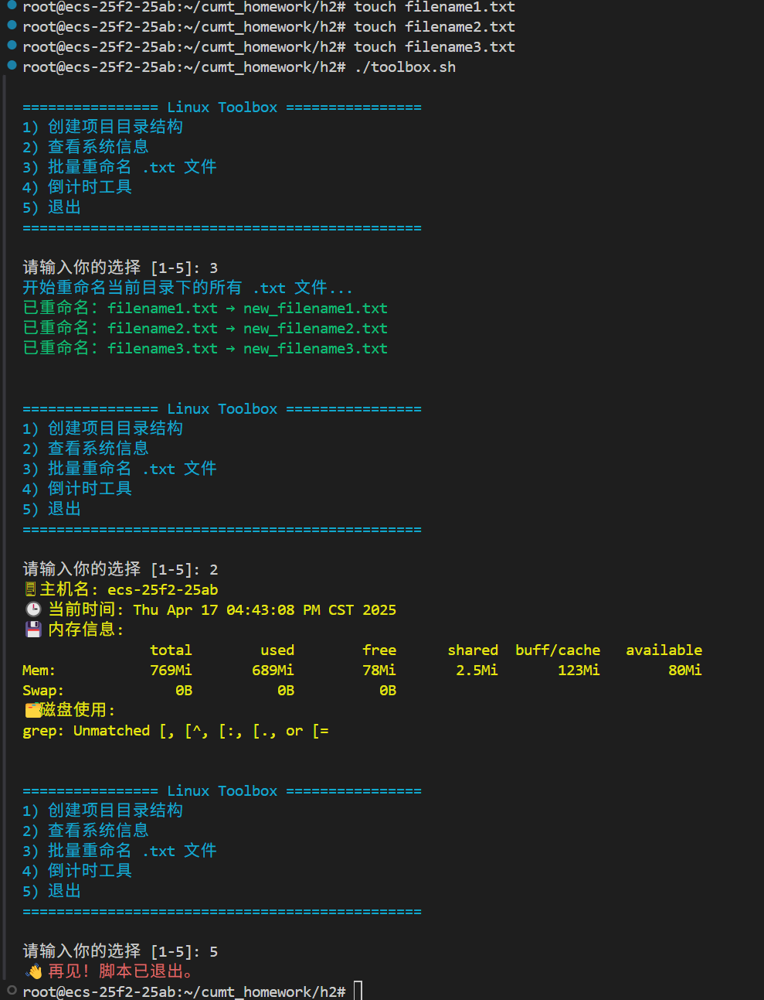 root@ecs-25f2-25ab:~/cumt_homework/h2# touch filename1.txt
root@ecs-25f2-25ab:~/cumt_homework/h2# touch filename2.txt
root@ecs-25f2-25ab:~/cumt_homework/h2# touch filename3.txt
root@ecs-25f2-25ab:~/cumt_homework/h2# ./toolbox.sh
================ Linux Toolbox ================
1) 创建项目目录结构
2) 查看系统信息
3) 批量重命名 .txt 文件
4) 倒计时工具
5) 退出
===============================================
请输入你的选择 [1-5]: 3
开始重命名当前目录下的所有 .txt 文件...
已重命名: filename1.txt → new_filename1.txt
已重命名: filename2.txt → new_filename2.txt
已重命名: filename3.txt → new_filename3.txt
================ Linux Toolbox ================
1) 创建项目目录结构
2) 查看系统信息
3) 批量重命名 .txt 文件
4) 倒计时工具
5) 退出
===============================================
请输入你的选择 [1-5]: 2
主机名: ecs-25f2-25ab
当前时间: Thu Apr 17 04:43:08 PM CST 2025
内存信息:
total used free shared buff/cache available
Mem: 769Mi 689Mi 78Mi 2.5Mi 123Mi 80Mi
Swap: 0B 0B 0B
磁盘使用:
grep: Unmatched [, [^, [:, [., or [=
================ Linux Toolbox ================
1) 创建项目目录结构
2) 查看系统信息
3) 批量重命名 .txt 文件
4) 倒计时工具
5) 退出
===============================================
请输入你的选择 [1-5]: 5
👋 再见！脚本已退出。
root@ecs-25f2-25ab:~/cumt_homework/h2#